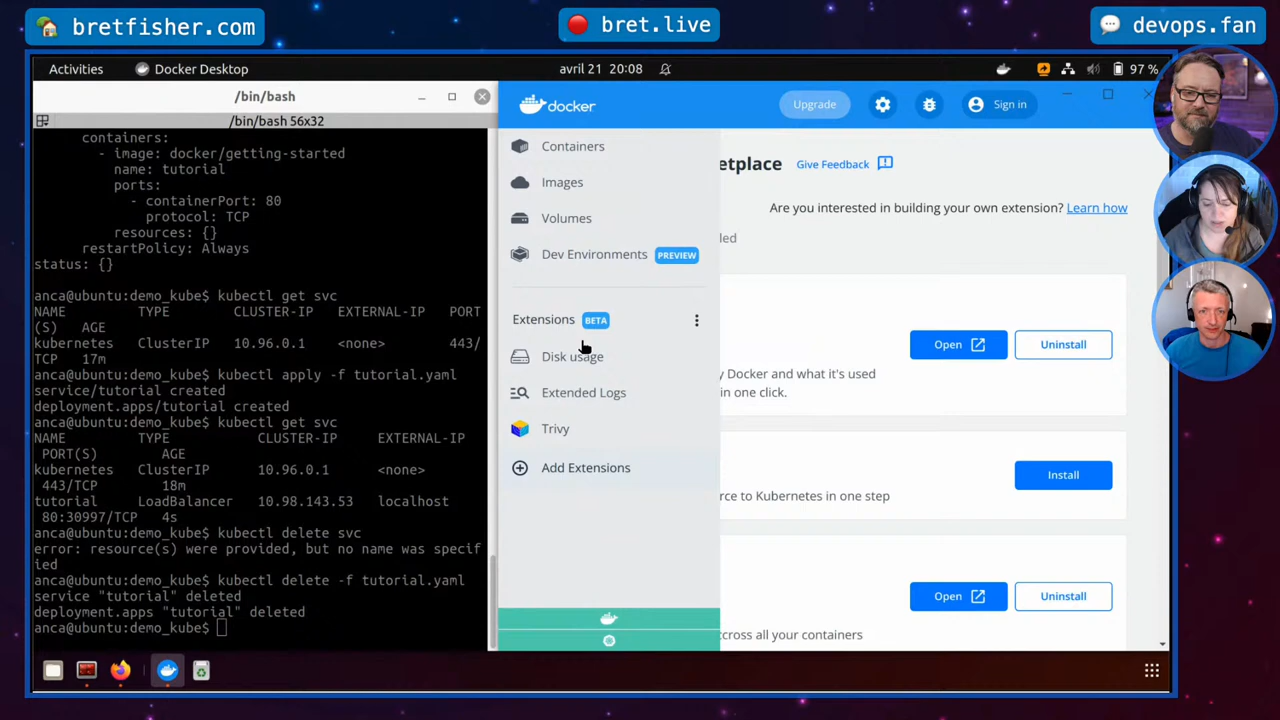 bretfisher.com
bret.live
devops.fan
Activities
Docker Desktop
avril 21 20:08
97 %
/bin/bash
/bin/bash 56x32
containers:
- image: docker/getting-started
name: tutorial
ports:
- containerPort: 80
protocol: TCP
resources: {}
restartPolicy: Always
status: {}
anca@ubuntu:demo_kube$ kubectl get svc
NAME TYPE CLUSTER-IP EXTERNAL-IP PORT
(S) AGE
kubernetes ClusterIP 10.96.0.1 <none> 443/
TCP 17m
anca@ubuntu:demo_kube$ kubectl apply -f tutorial.yaml
service/tutorial created
deployment.apps/tutorial created
anca@ubuntu:demo_kube$ kubectl get svc
NAME TYPE CLUSTER-IP EXTERNAL-IP
PORT(S) AGE
kubernetes ClusterIP 10.96.0.1 <none>
443/TCP 18m
tutorial LoadBalancer 10.98.143.53 localhost
80:30997/TCP 4s
anca@ubuntu:demo_kube$ kubectl delete svc
error: resource(s) were provided, but no name was specif
ied
anca@ubuntu:demo_kube$ kubectl delete -f tutorial.yaml
service "tutorial" deleted
deployment.apps "tutorial" deleted
anca@ubuntu:demo_kube$
docker
Upgrade
Sign in
Containers
Images
Volumes
Dev Environments PREVIEW
Extensions BETA
Disk usage
Extended Logs
Trivy
Add Extensions
etplace
Give Feedback
Are you interested in building your own extension? Learn how
led
Open
Uninstall
y Docker and what it's used
in one click.
Install
rce to Kubernetes in one step
Open
Uninstall
cross all your containers